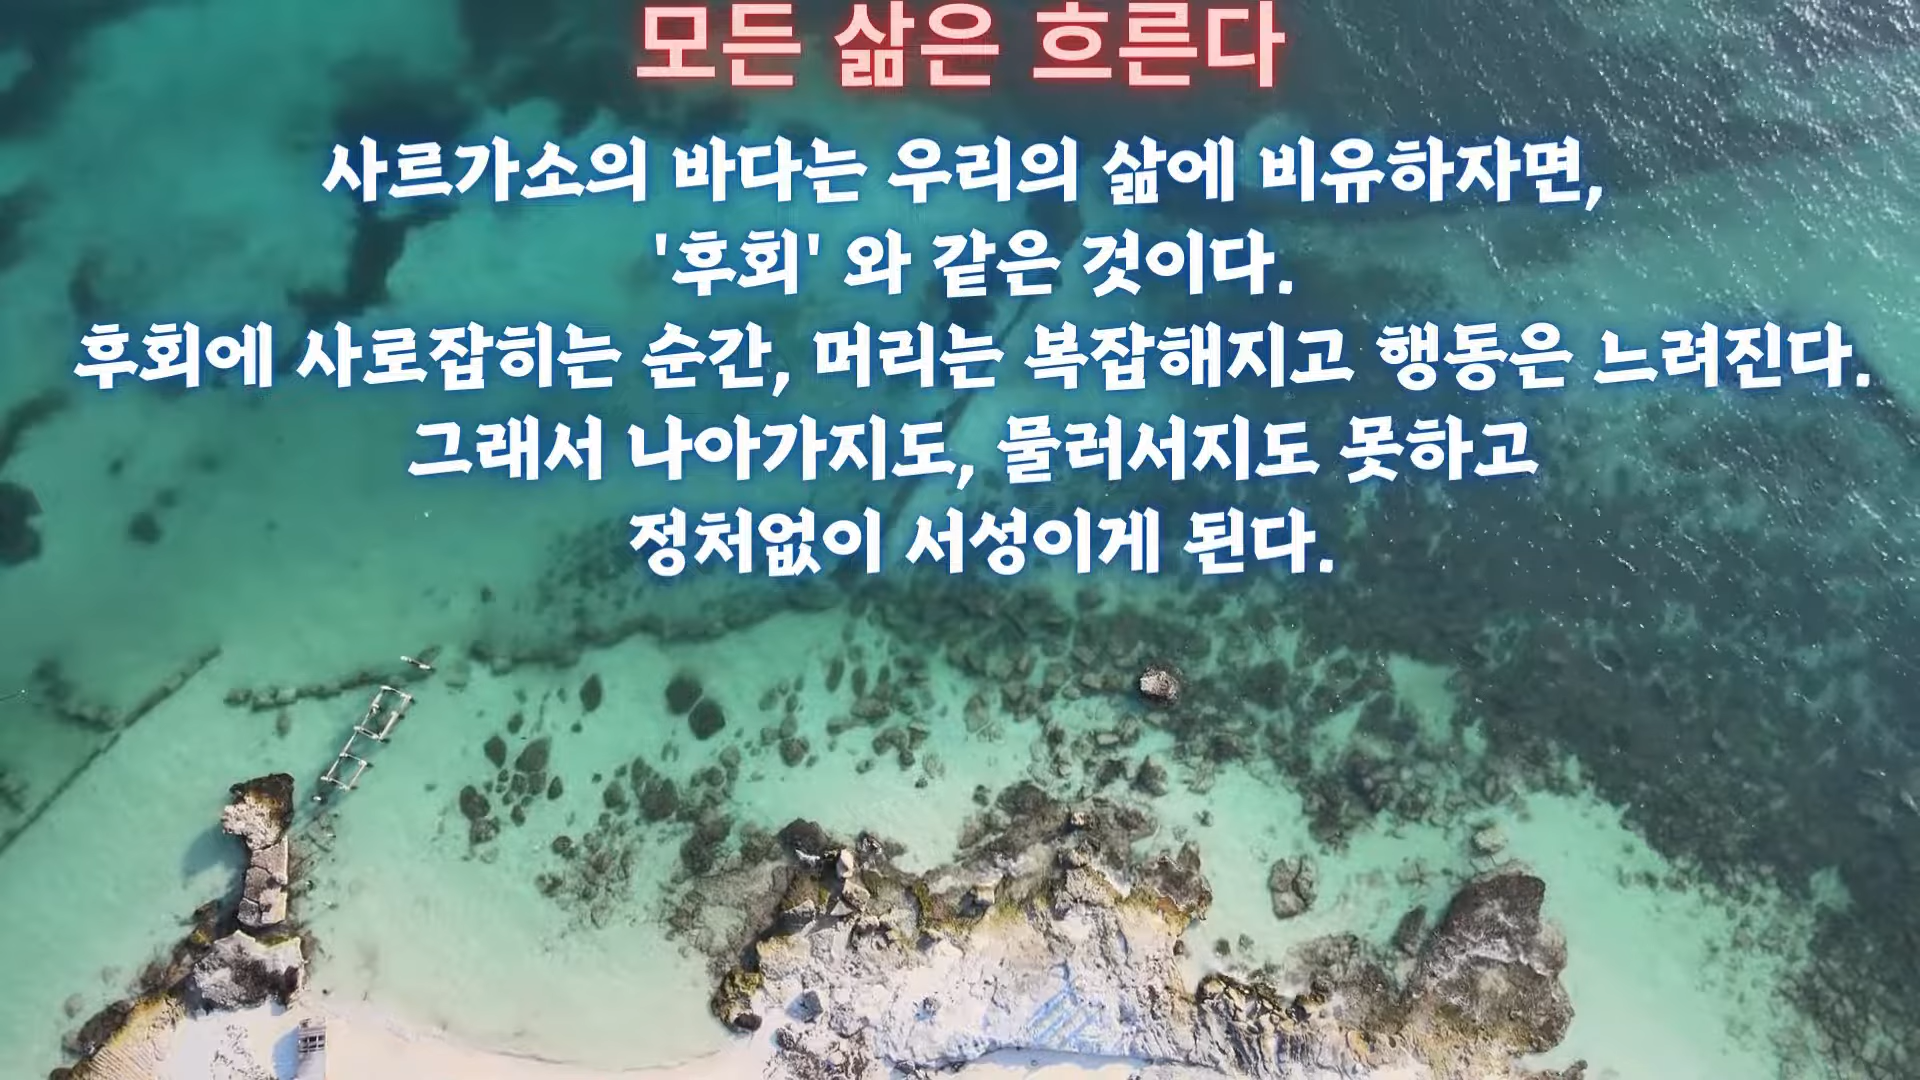 모든 삶은 흐른다
사르가소의 바다는 우리의 삶에 비유하자면,
'후회' 와 같은 것이다.
후회에 사로잡히는 순간, 머리는 복잡해지고 행동은 느려진다.
그래서 나아가지도, 물러서지도 못하고
정처없이 서성이게 된다.